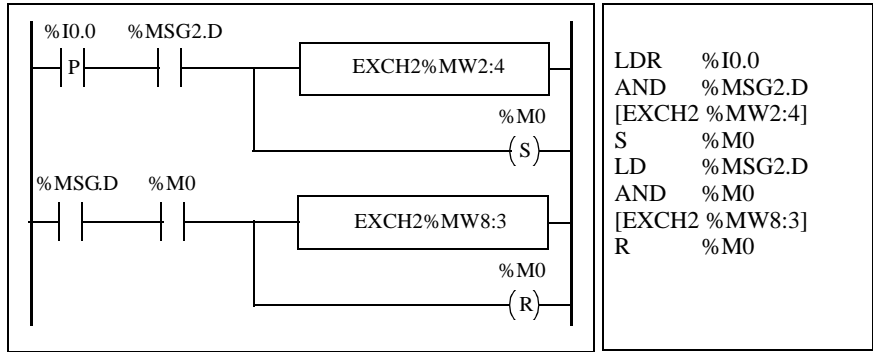 %I0.0 %MSG2.D
P
EXCH2%MW2:4
%M0
S
%MSG.D %M0
EXCH2%MW8:3
%M0
R
LDR %I0.0
AND %MSG2.D
[EXCH2 %MW2:4]
S %M0
LD %MSG2.D
AND %M0
[EXCH2 %MW8:3]
R %M0